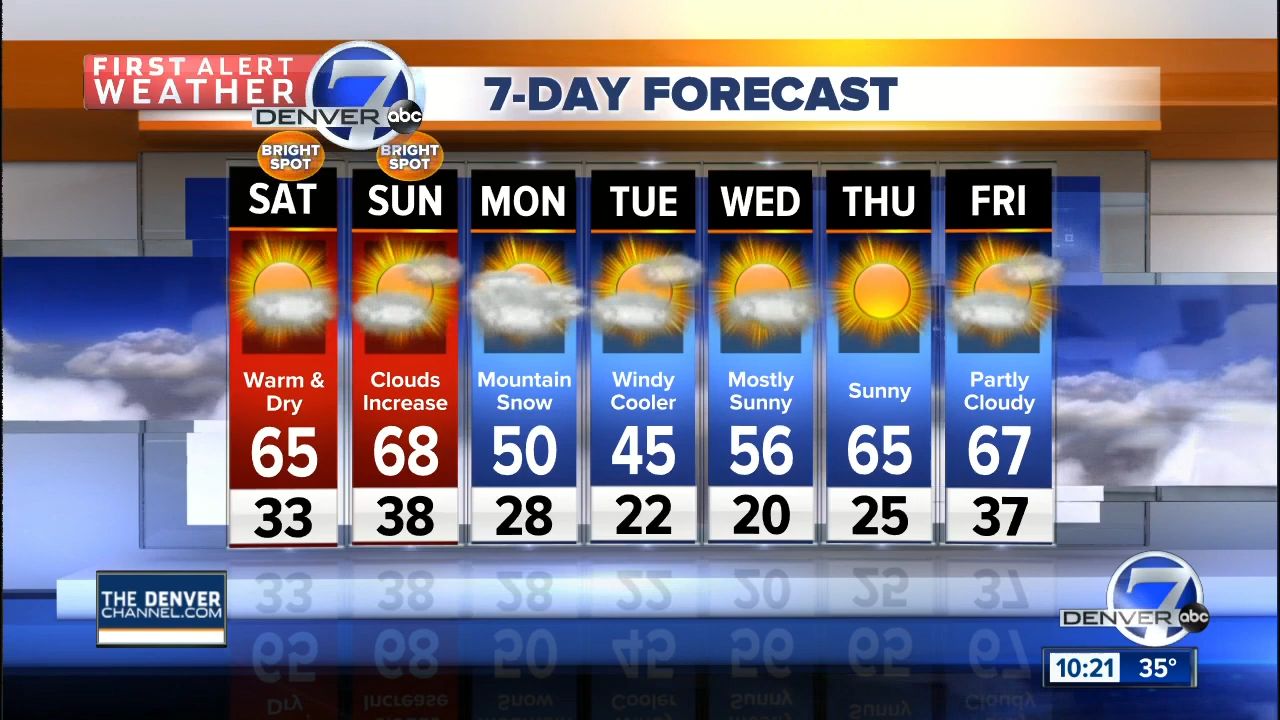 FIRST ALERT
WEATHER
7
DENVER abc
7-DAY FORECAST
BRIGHT
SPOT
BRIGHT
SPOT
SAT SUN MON TUE WED THU FRI
Warm &
Dry
Clouds
Increase
Mountain
Snow
Windy
Cooler
Mostly
Sunny
Sunny
Partly
Cloudy
65 68 50 45 56 65 67
33 38 28 22 20 25 37
THE DENVER
CHANNEL.COM
7
DENVER abc
10:21 35°